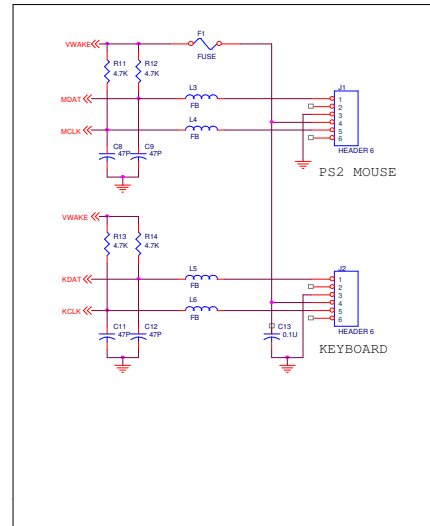 VWAKE
F1
FUSE
R11
4.7K
R12
4.7K
J1
MDAT
L3
FB
1
2
3
4
5
6
MCLK
L4
FB
C8
47P
C9
47P
HEADER 6
PS2 MOUSE
VWAKE
R13
4.7K
R14
4.7K
J2
KDAT
L5
FB
1
2
3
4
5
6
KCLK
L6
FB
C11
47P
C12
47P
C13
0.1U
HEADER 6
KEYBOARD